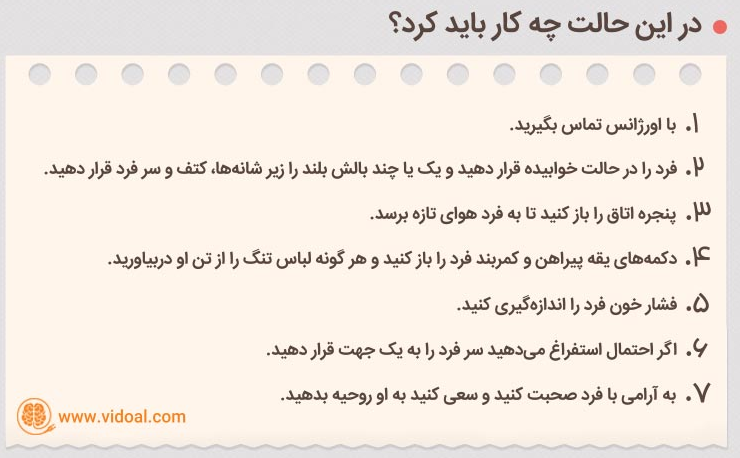 در این حالت چه کار باید کرد؟
۱. با اورژانس تماس بگیرید.
۲. فرد را در حالت خوابیده قرار دهید و یک یا چند بالش بلند را زیر شانه‌ها، کتف و سر فرد قرار دهید.
۳. پنجره اتاق را باز کنید تا به فرد هوای تازه برسد.
۴. دکمه‌های یقه پیراهن و کمربند فرد را باز کنید و هر گونه لباس تنگ را از تن او دربیاورید.
۵. فشار خون فرد را اندازه‌گیری کنید.
۶. اگر احتمال استفراغ می‌دهید سر فرد را به یک جهت قرار دهید.
۷. به آرامی با فرد صحبت کنید و سعی کنید به او روحیه بدهید.
www.vidoal.com